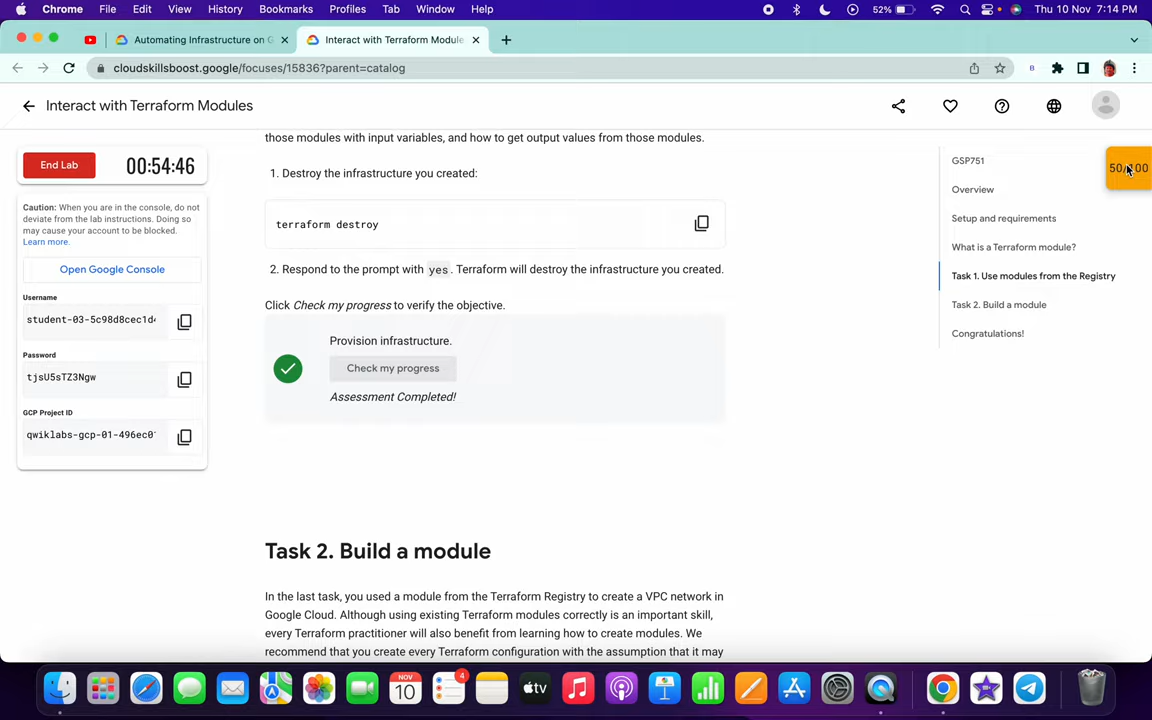 Chrome File Edit View History Bookmarks Profiles Tab Window Help 52% Thu 10 Nov 7:14 PM
Automating Infrastructure on G
Interact with Terraform Module
cloudskillsboost.google/focuses/15836?parent=catalog
B
Interact with Terraform Modules
End Lab 00:54:46
Caution: When you are in the console, do not
deviate from the lab instructions. Doing so
may cause your account to be blocked.
Learn more.
Open Google Console
Username
student-03-5c98d8cec1d4
Password
tjsU5sTZ3Ngw
GCP Project ID
qwiklabs-gcp-01-496ec01
those modules with input variables, and how to get output values from those modules.
1. Destroy the infrastructure you created:
terraform destroy
2. Respond to the prompt with yes. Terraform will destroy the infrastructure you created.
Click Check my progress to verify the objective.
Provision infrastructure.
Check my progress
Assessment Completed!
Task 2. Build a module
In the last task, you used a module from the Terraform Registry to create a VPC network in
Google Cloud. Although using existing Terraform modules correctly is an important skill,
every Terraform practitioner will also benefit from learning how to create modules. We
recommend that you create every Terraform configuration with the assumption that it may
GSP751
Overview
Setup and requirements
What is a Terraform module?
Task 1. Use modules from the Registry
Task 2. Build a module
Congratulations!
50/100
NOV
10
4
tv